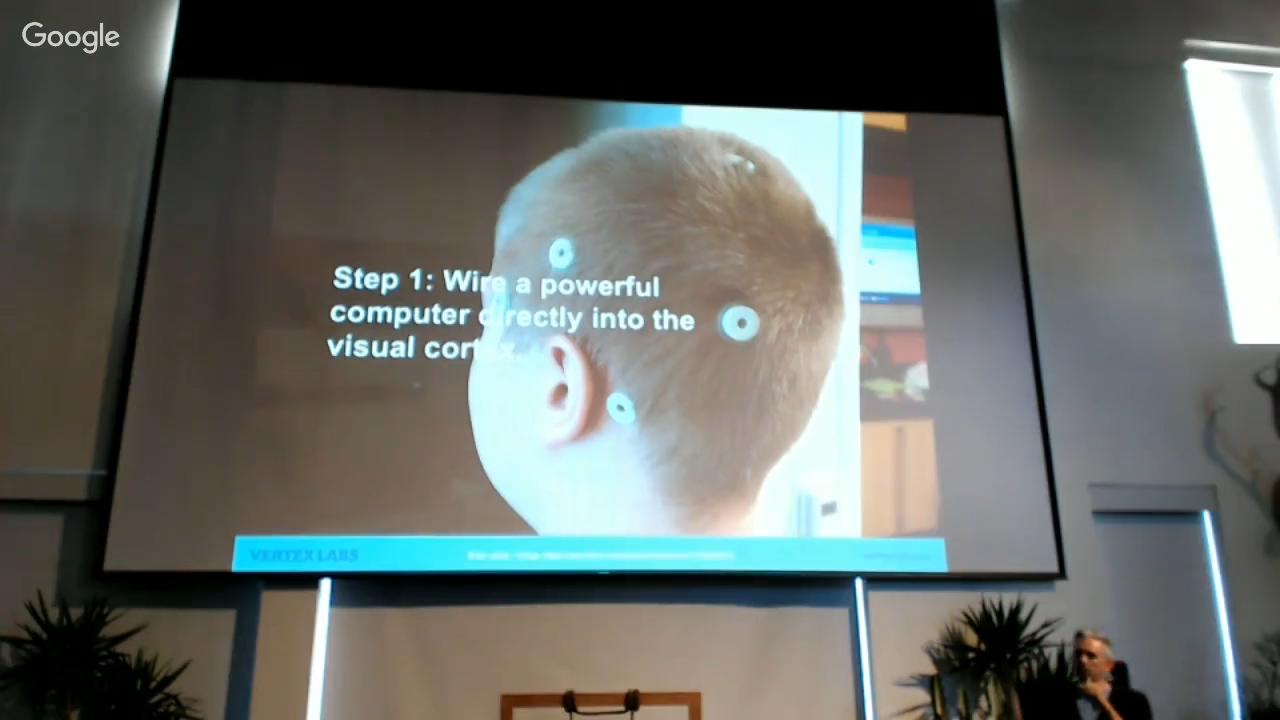 Google
Step 1: Wire a powerful
computer directly into the
visual cortex.
VERTEX LABS